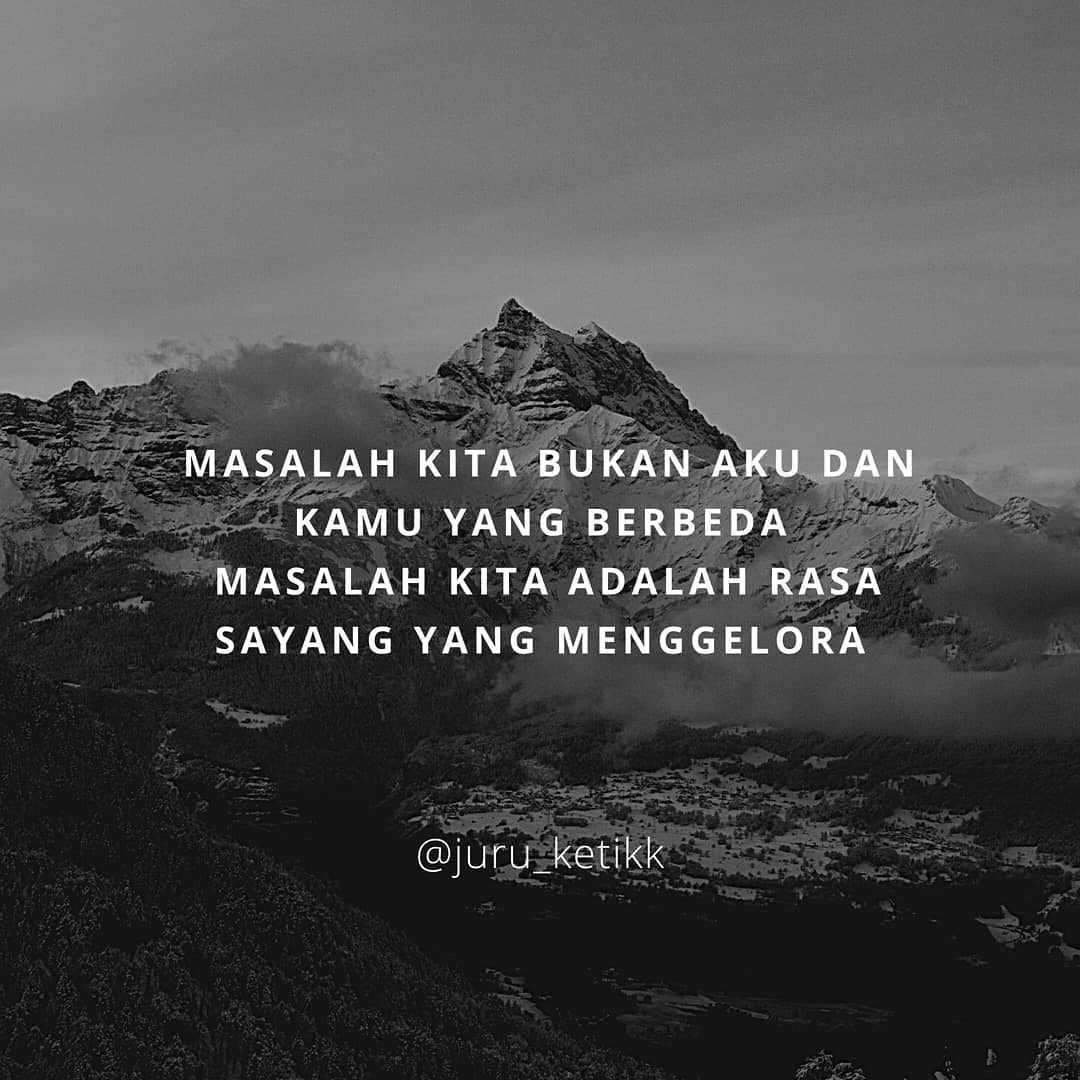 MASALAH KITA BUKAN AKU DAN
KAMU YANG BERBEDA
MASALAH KITA ADALAH RASA
SAYANG YANG MENGGELORA
@juru_ketikk